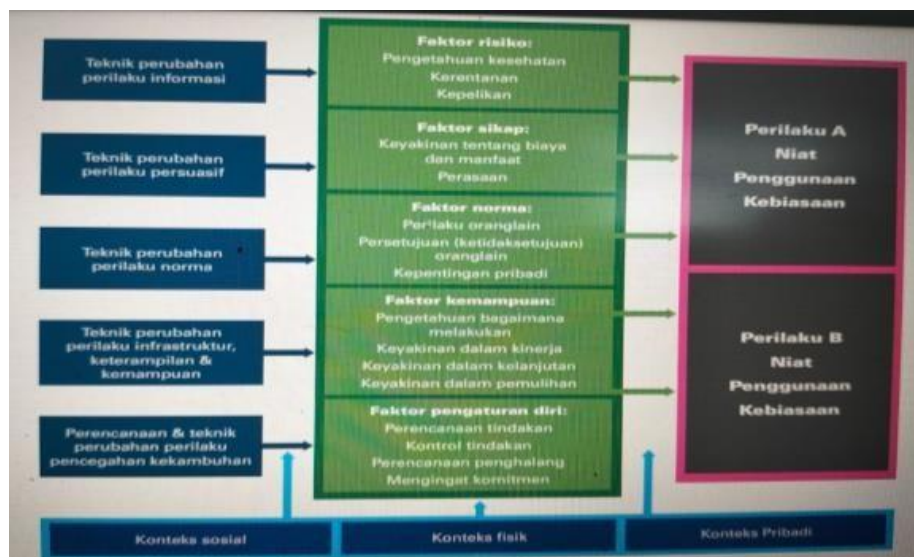 Teknik perubahan
perilaku informasi
Teknik perubahan
perilaku persuasif
Teknik perubahan
perilaku norma
Teknik perubahan
perilaku infrastruktur,
keterampilan &
kemampuan
Perencanaan & teknik
perubahan perilaku
pencegahan kekambuhan
Faktor risiko:
Pengetahuan kesehatan
Kerentanan
Kepelikan
Faktor sikap:
Keyakinan tentang biaya
dan manfaat
Perasaan
Faktor norma:
Perilaku oranglain
Persetujuan (ketidaksetujuan)
oranglain
Kepentingan pribadi
Faktor kemampuan:
Pengetahuan bagaimana
melakukan
Keyakinan dalam kinerja
Keyakinan dalam kelanjutan
Keyakinan dalam pemulihan
Faktor pengaturan diri:
Perencanaan tindakan
Kontrol tindakan
Perencanaan penghalang
Mengingat komitmen
Perilaku A
Niat
Penggunaan
Kebiasaan
Perilaku B
Niat
Penggunaan
Kebiasaan
Konteks sosial
Konteks fisik
Konteks Pribadi